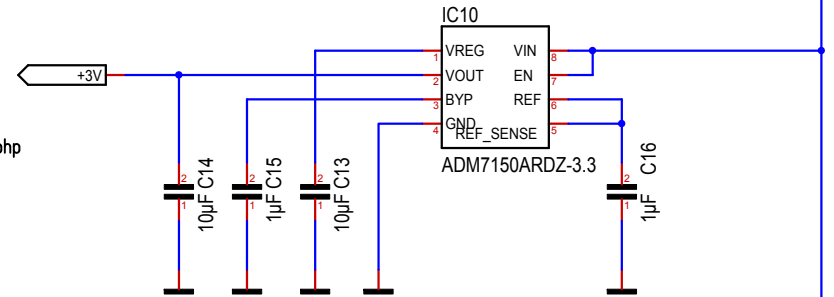 IC10
VREG VIN
1 8
+3V
VOUT EN
2 7
BYP REF
3 6
GND REF_SENSE
4 5
php
ADM7150ARDZ-3.3
2 2 2 2
10µF C14
1µF C15
10µF C13
1µF C16
1 1 1 1